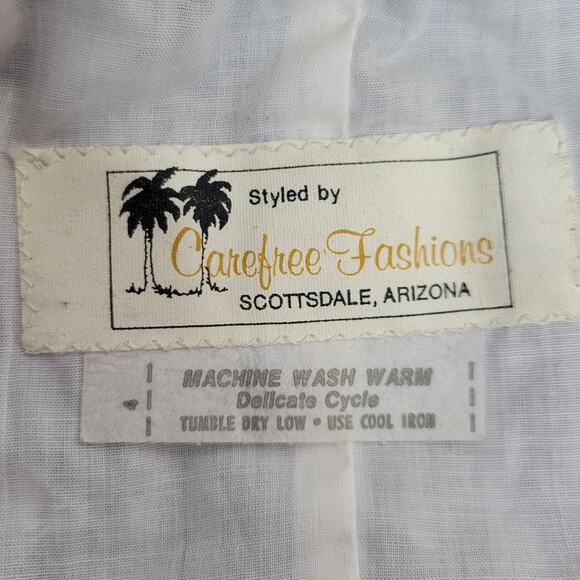 Styled by
Carefree Fashions
SCOTTSDALE, ARIZONA
MACHINE WASH WARM
Delicate Cycle
TUMBLE DRY LOW • USE COOL IRON